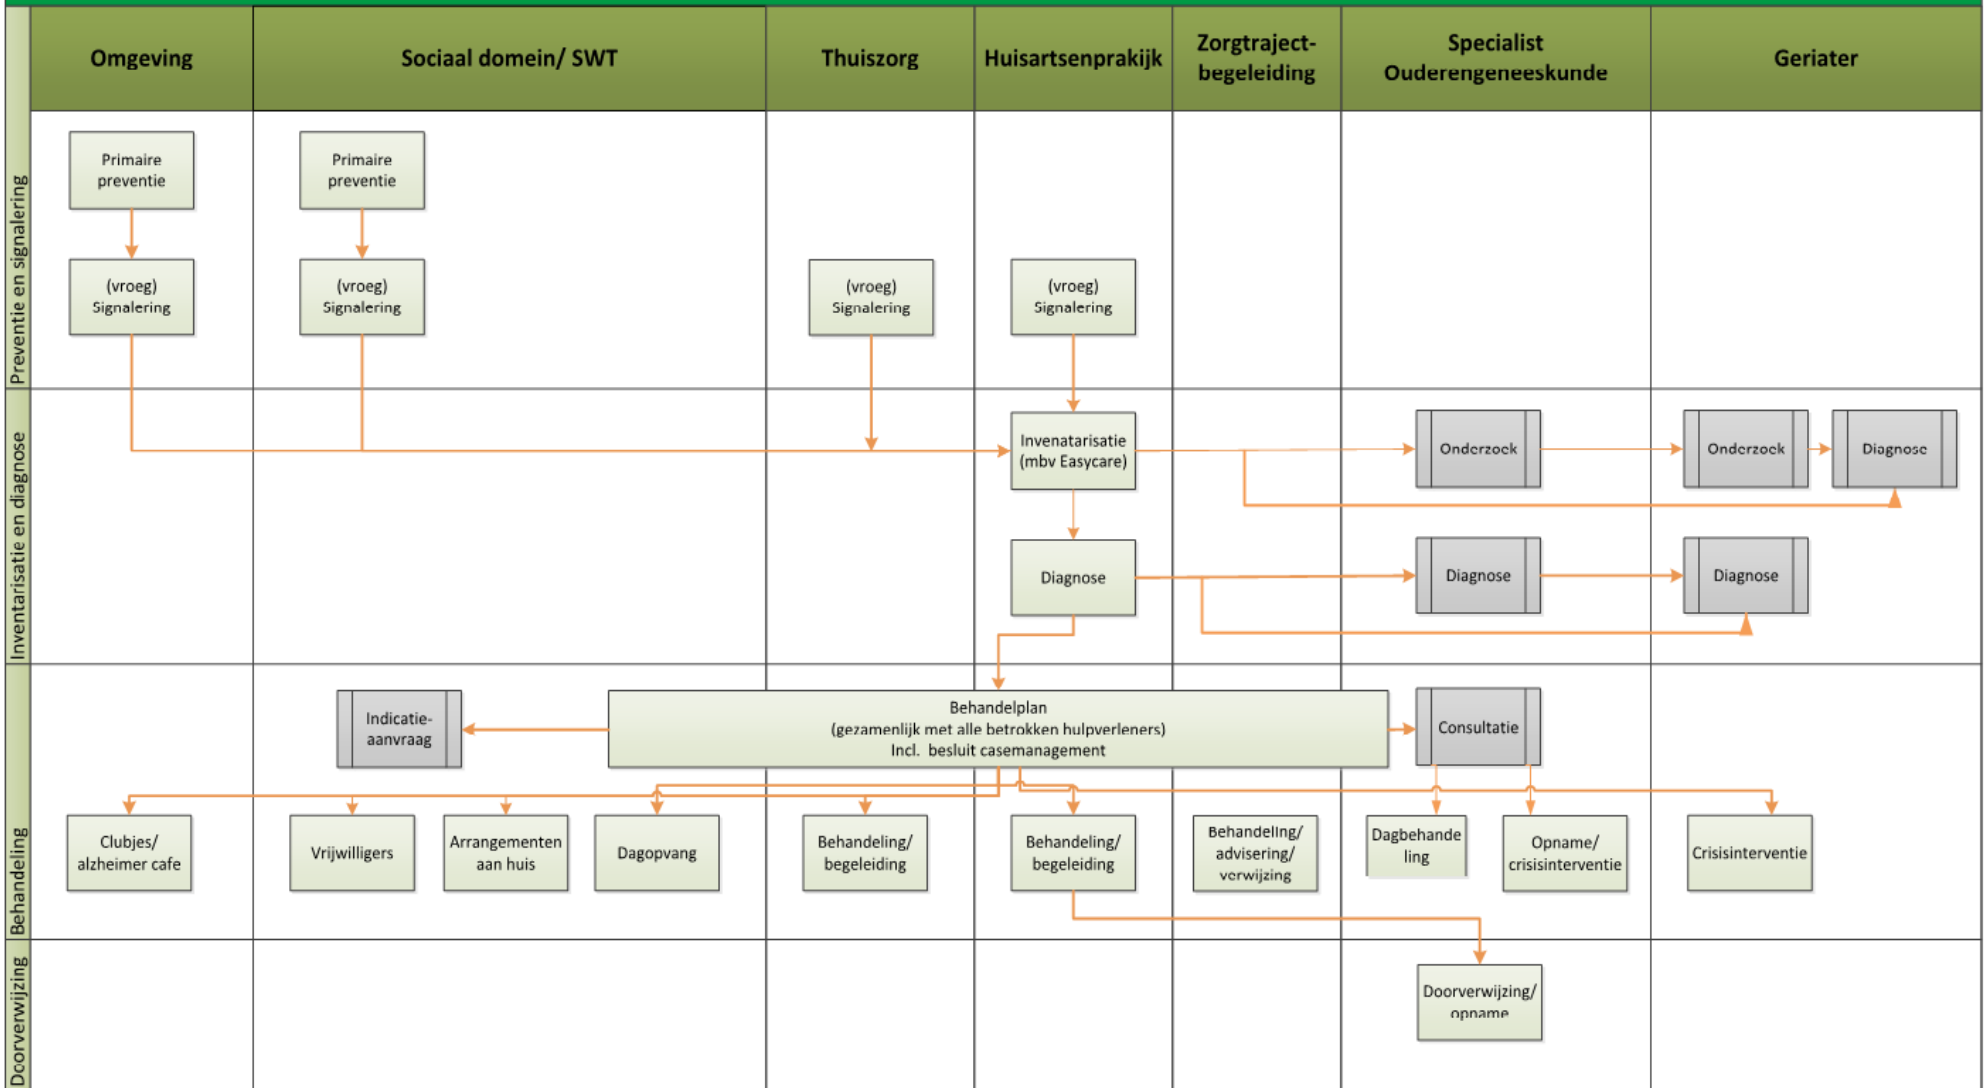 Omgeving
Sociaal domein/ SWT
Thuiszorg
Huisartsenprakijk
Zorgtraject-
begeleiding
Specialist
Ouderengeneeskunde
Geriater
Preventie en signalering
Primaire
preventie
Primaire
preventie
(vroeg)
Signalering
(vroeg)
Signalering
(vroeg)
Signalering
(vroeg)
Signalering
Inventarisatie en diagnose
Invenatarisatie
(mbv Easycare)
Onderzoek
Onderzoek
Diagnose
Diagnose
Diagnose
Diagnose
Behandeling
Indicatie-
aanvraag
Behandelplan
(gezamenlijk met alle betrokken hulpverleners)
Incl. besluit casemanagement
Consultatie
Clubjes/
alzheimer cafe
Vrijwilligers
Arrangementen
aan huis
Dagopvang
Behandeling/
begeleiding
Behandeling/
begeleiding
Behandeling/
advisering/
verwijzing
Dagbehande
ling
Opname/
crisisinterventie
Crisisinterventie
Doorverwijzing
Doorverwijzing/
opname